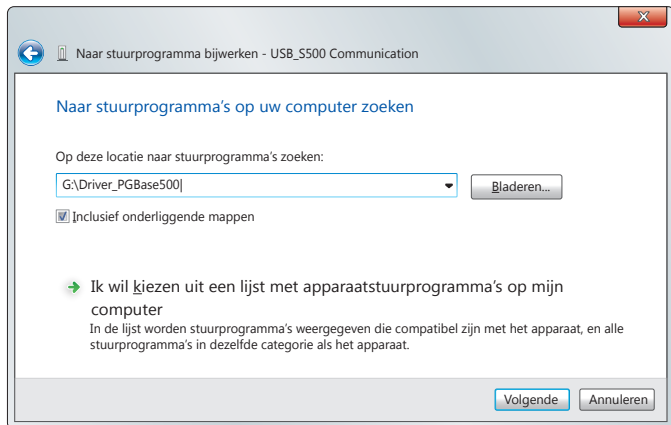 X
Naar stuurprogramma bijwerken - USB_S500 Communication
Naar stuurprogramma's op uw computer zoeken
Op deze locatie naar stuurprogramma's zoeken:
G:\Driver_PGBase500
Bladeren...
Inclusief onderliggende mappen
Ik wil kiezen uit een lijst met apparaatstuurprogramma's op mijn
computer
In de lijst worden stuurprogramma's weergegeven die compatibel zijn met het apparaat, en alle
stuurprogramma's in dezelfde categorie als het apparaat.
Volgende Annuleren